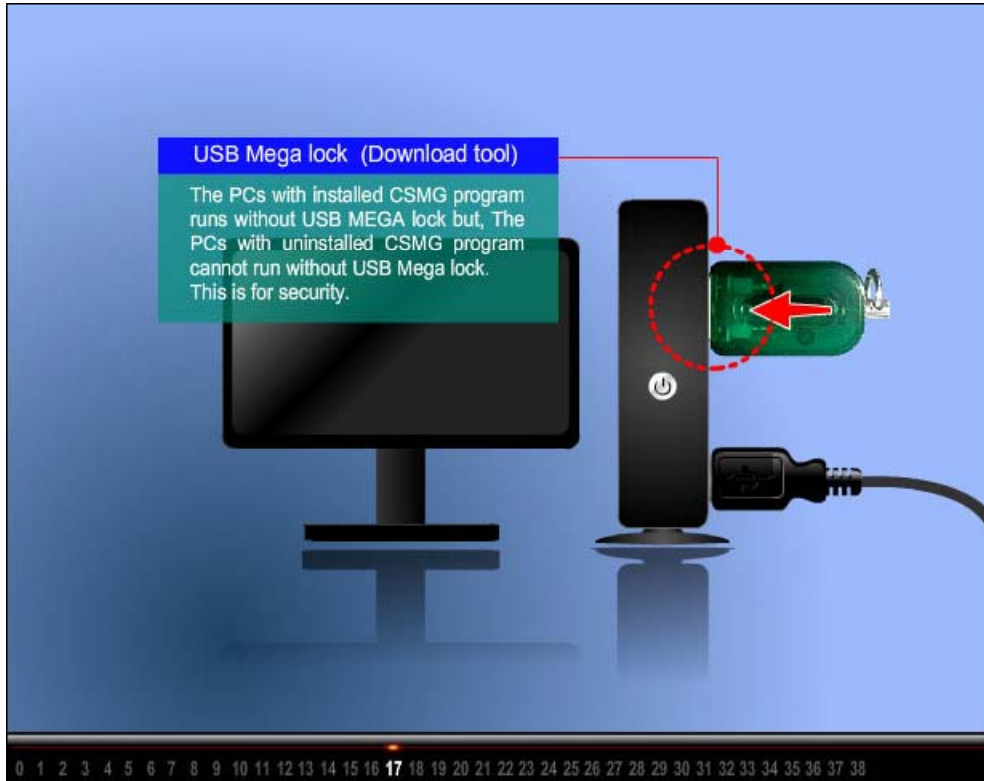 USB Mega lock (Download tool)
The PCs with installed CSMG program
runs without USB MEGA lock but, The
PCs with uninstalled CSMG program
cannot run without USB Mega lock.
This is for security.
0 1 2 3 4 5 6 7 8 9 10 11 12 13 14 15 16 17 18 19 20 21 22 23 24 25 26 27 28 29 30 31 32 33 34 35 36 37 38